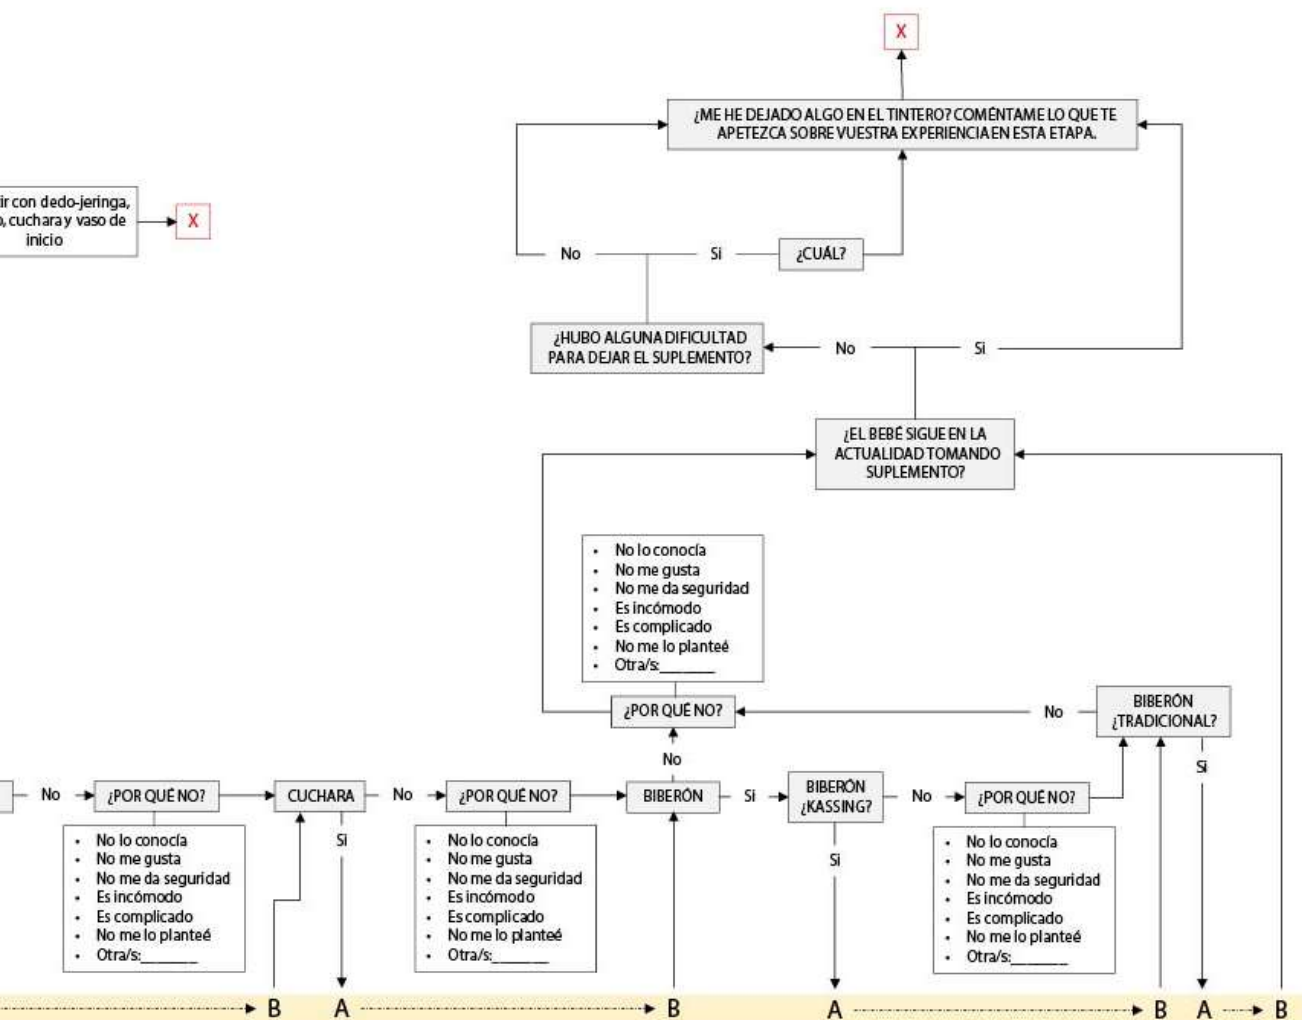 X
¿ME HE DEJADO ALGO EN EL TINTERO? COMÉNTAME LO QUE TE
APETEZCA SOBRE VUESTRA EXPERIENCIA EN ESTA ETAPA.
ir con dedo-jeringa,
o, cuchara y vaso de
inicio
X
No
Si
¿CUÁL?
¿HUBO ALGUNA DIFICULTAD
PARA DEJAR EL SUPLEMENTO?
No
Si
¿EL BEBÉ SIGUE EN LA
ACTUALIDAD TOMANDO
SUPLEMENTO?
• No lo conocía
• No me gusta
• No me da seguridad
• Es incómodo
• Es complicado
• No me lo planteé
• Otra/s:_______
¿POR QUÉ NO?
No
BIBERÓN
¿TRADICIONAL?
No
Si
No
¿POR QUÉ NO?
CUCHARA
No
¿POR QUÉ NO?
BIBERÓN
Si
BIBERÓN
¿KASSING?
No
¿POR QUÉ NO?
• No lo conocía
• No me gusta
• No me da seguridad
• Es incómodo
• Es complicado
• No me lo planteé
• Otra/s:_______
Si
• No lo conocía
• No me gusta
• No me da seguridad
• Es incómodo
• Es complicado
• No me lo planteé
• Otra/s:_______
Si
• No lo conocía
• No me gusta
• No me da seguridad
• Es incómodo
• Es complicado
• No me lo planteé
• Otra/s:_______
B
A
B
A
B
A
B